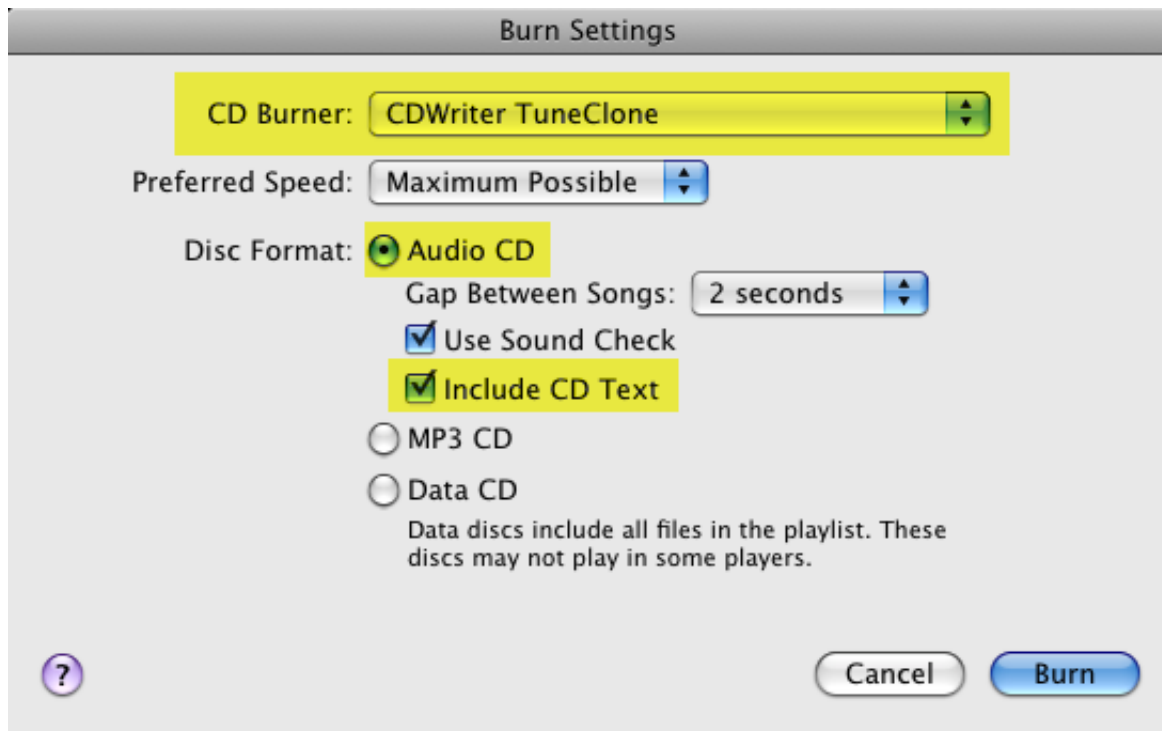 Burn Settings
CD Burner: CDWriter TuneClone
Preferred Speed: Maximum Possible
Disc Format: Audio CD
Gap Between Songs: 2 seconds
Use Sound Check
Include CD Text
MP3 CD
Data CD
Data discs include all files in the playlist. These
discs may not play in some players.
? Cancel Burn